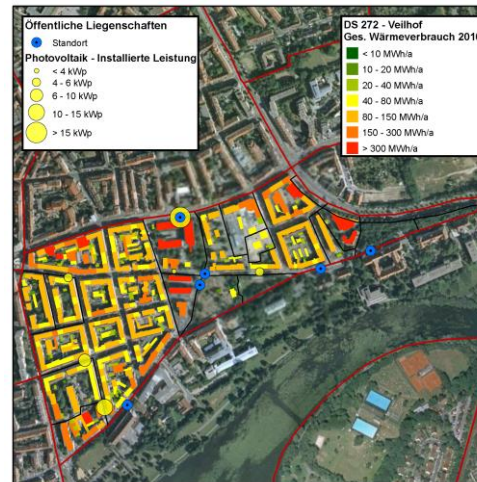 Öffentliche Liegenschaften
Standort
Photovoltaik - Installierte Leistung
< 4 kWp
4 - 6 kWp
6 - 10 kWp
10 - 15 kWp
> 15 kWp
DS 272 - Veilhof
Ges. Wärmeverbrauch 2016
< 10 MWh/a
10 - 20 MWh/a
20 - 40 MWh/a
40 - 80 MWh/a
80 - 150 MWh/a
150 - 300 MWh/a
> 300 MWh/a